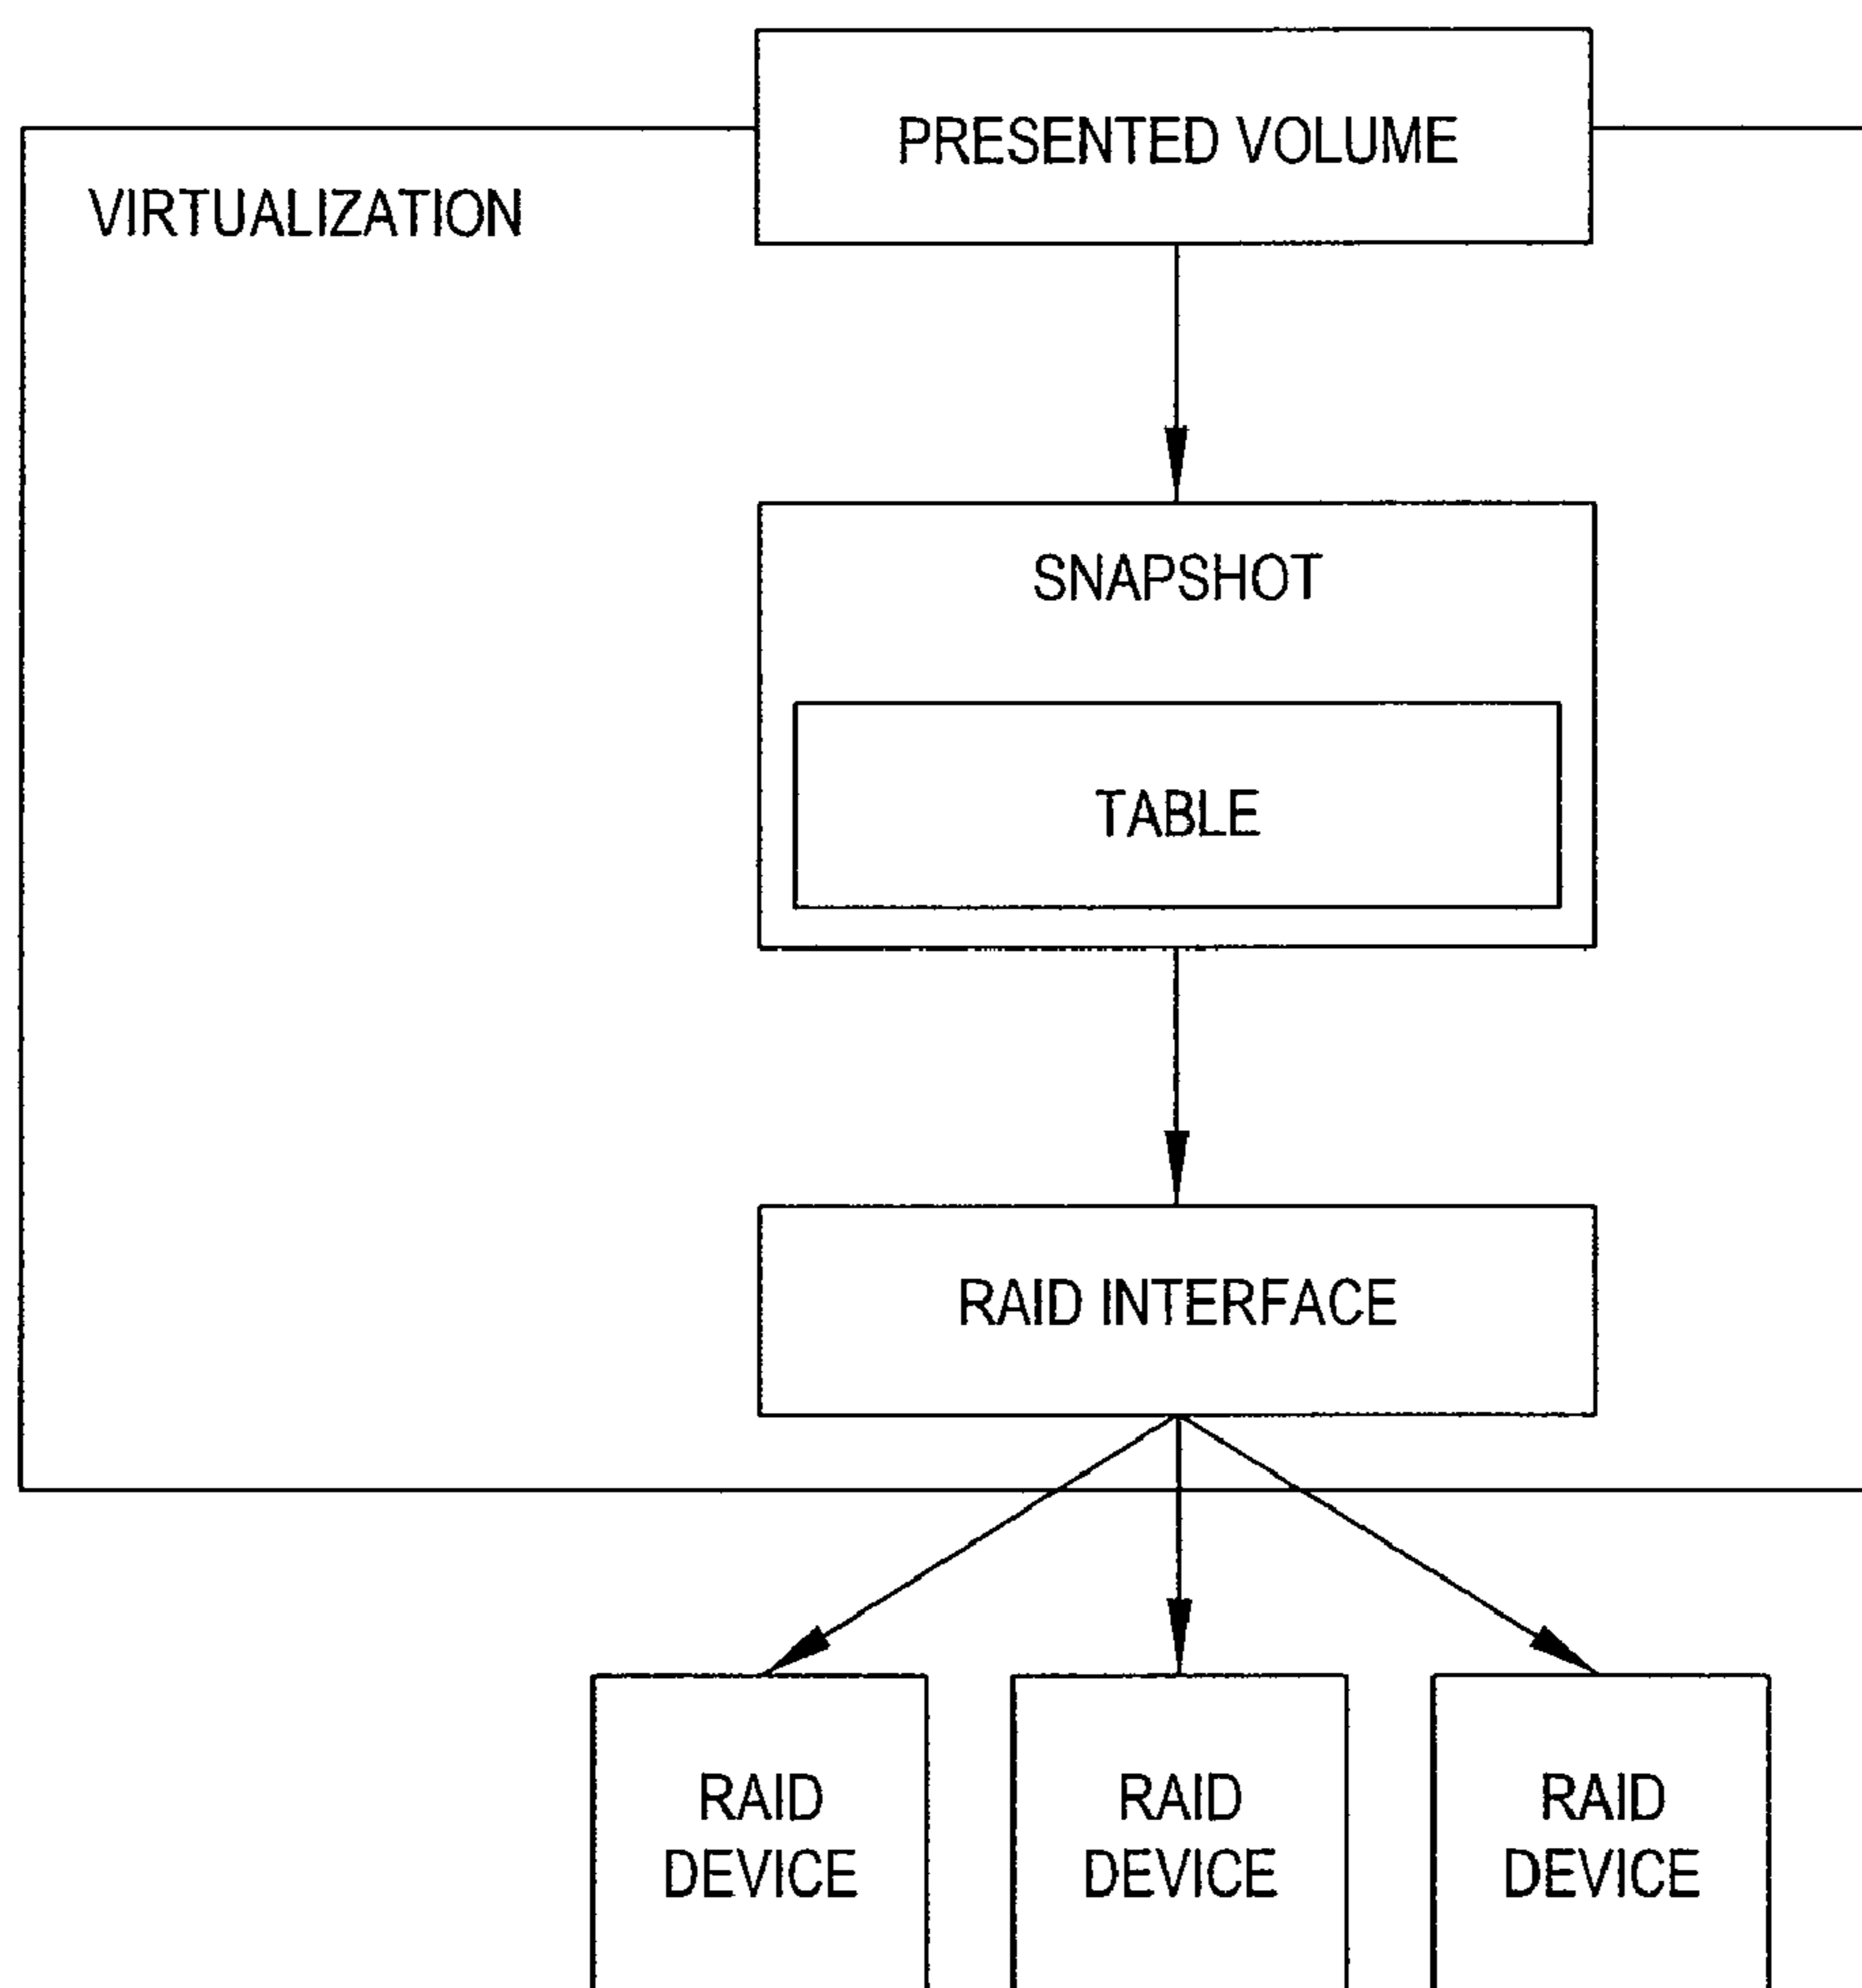 PRESENTED VOLUME
VIRTUALIZATION
SNAPSHOT
TABLE
RAID INTERFACE
RAID
DEVICE
RAID
DEVICE
RAID
DEVICE